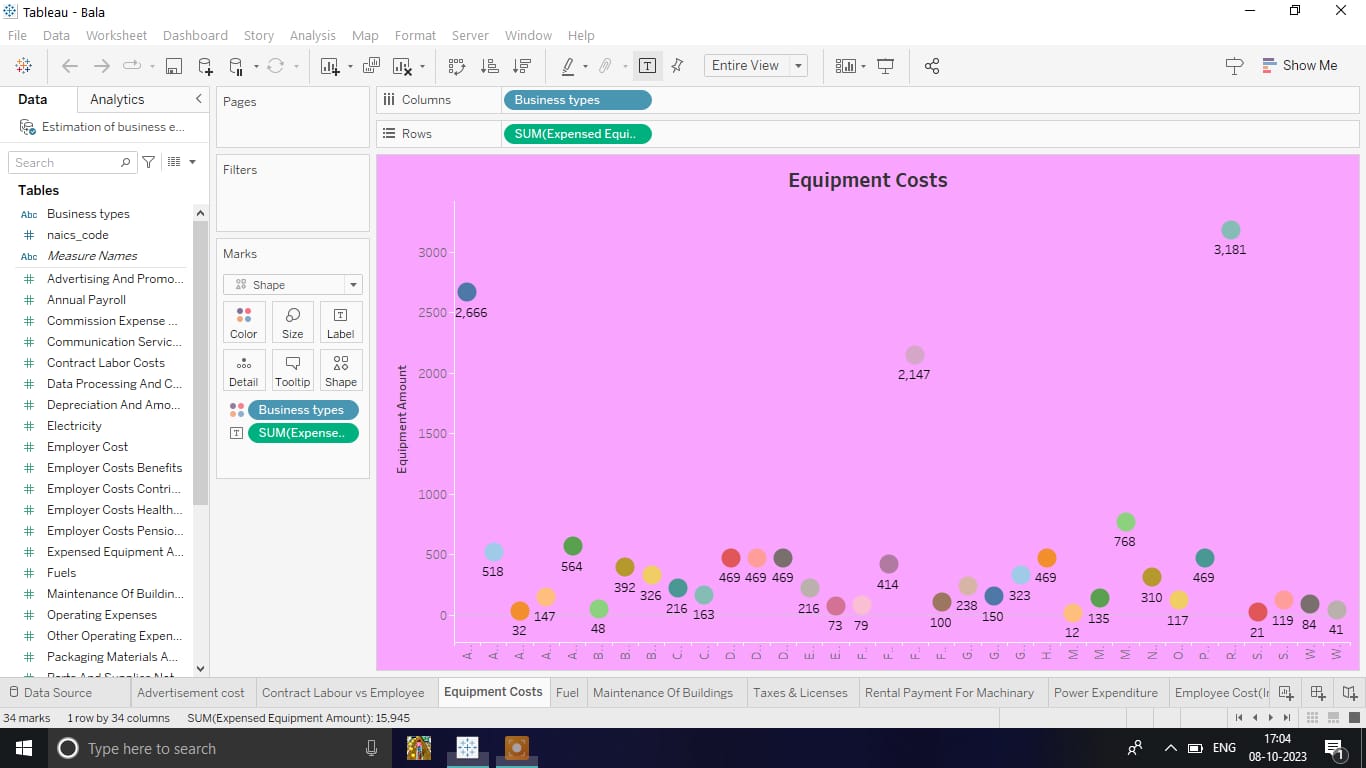 Tableau - Bala
File Data Worksheet Dashboard Story Analysis Map Format Server Window Help
Entire View
Show Me
Data Analytics
Estimation of business e...
Search
Tables
Abc Business types
# naics_code
Abc Measure Names
# Advertising And Promo...
# Annual Payroll
# Commission Expense ...
# Communication Servic...
# Contract Labor Costs
# Data Processing And C...
# Depreciation And Amo...
# Electricity
# Employer Cost
# Employer Costs Benefits
# Employer Costs Contri...
# Employer Costs Health...
# Employer Costs Pensio...
# Expensed Equipment A...
# Fuels
# Maintenance Of Buildin...
# Operating Expenses
# Other Operating Expen...
# Packaging Materials A...
Pages
Filters
Marks
Shape
Color Size Label
Detail Tooltip Shape
Business types
SUM(Expense..
Columns Business types
Rows SUM(Expensed Equi..
Equipment Costs
Equipment Amount
3000
2500
2000
1500
1000
500
0
2,666
518
32
147
564
48
392
326
216
163
469
469
469
216
73
79
414
2,147
100
238
150
323
469
12
135
768
310
117
469
3,181
21
119
84
41
A.. A.. A.. A.. A.. B.. B.. B.. C.. C.. D.. D.. D.. E.. E.. F.. F.. F.. F.. G.. G.. G.. H.. M.. M.. M.. N.. O.. P.. R.. S.. S.. W.. W..
Data Source Advertisement cost Contract Labour vs Employee Equipment Costs Fuel Maintenance Of Buildings Taxes & Licenses Rental Payment For Machinary Power Expenditure Employee Cost(Ir
34 marks 1 row by 34 columns SUM(Expensed Equipment Amount): 15,945
Type here to search
ENG
17:04
08-10-2023
1